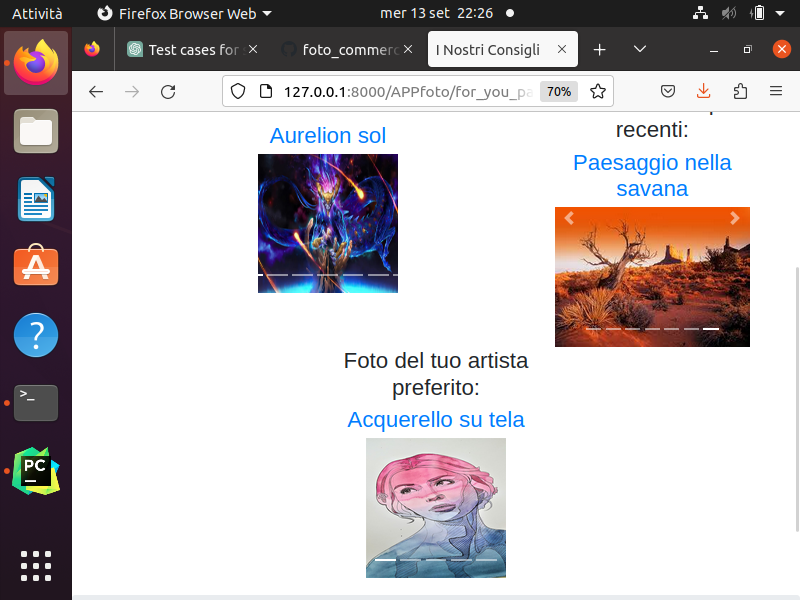 Attività
Firefox Browser Web
mer 13 set 22:26
Test cases for
foto_commerc
I Nostri Consigli
127.0.0.1:8000/APPfoto/for_you_pa
70%
Aurelion sol
recenti:
Paesaggio nella
savana
Foto del tuo artista
preferito:
Acquerello su tela
>_
PC